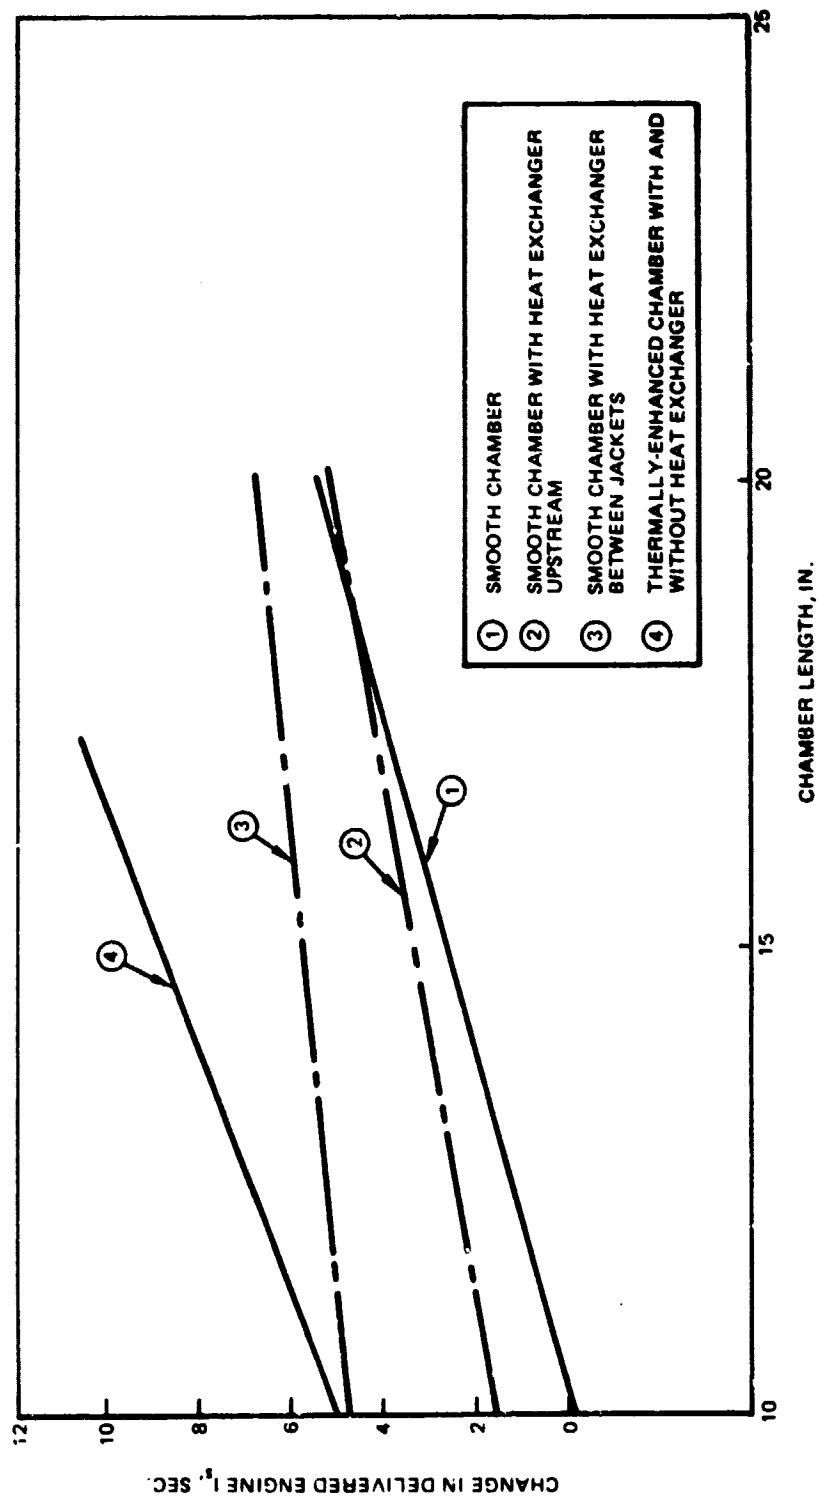 12
10
8
6
4
2
0
CHANGE IN DELIVERED ENGINE Is, SEC.
4
3
2
1
1 SMOOTH CHAMBER
2 SMOOTH CHAMBER WITH HEAT EXCHANGER
UPSTREAM
3 SMOOTH CHAMBER WITH HEAT EXCHANGER
BETWEEN JACKETS
4 THERMALLY-ENHANCED CHAMBER WITH AND
WITHOUT HEAT EXCHANGER
10
15
20
25
CHAMBER LENGTH, IN.